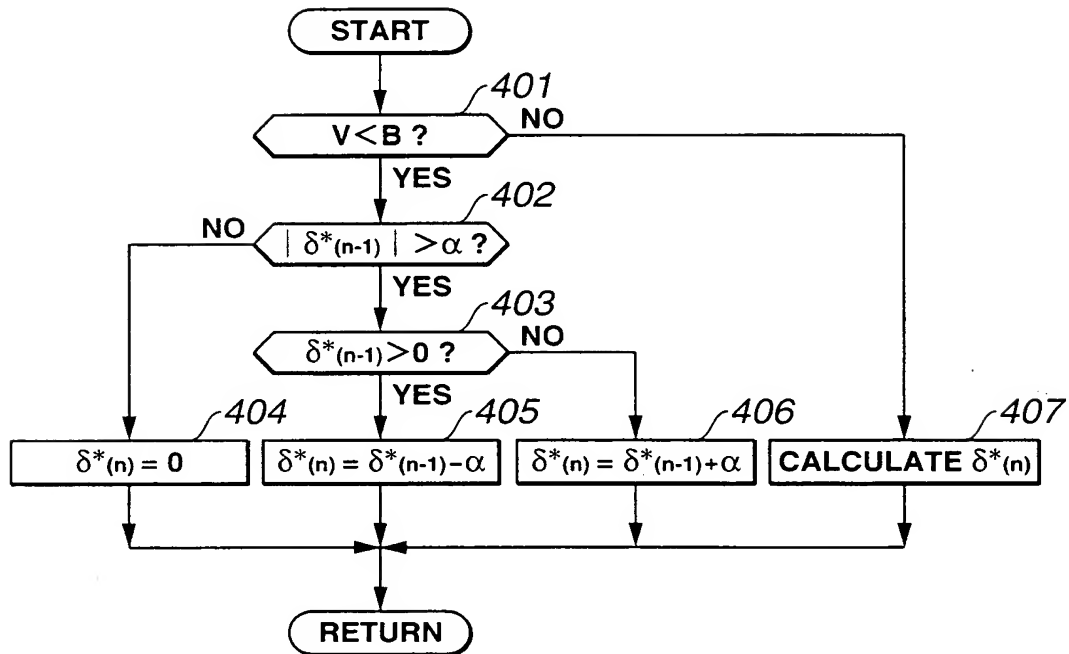 START
401
V<B ?
NO
YES
402
NO
| δ*(n-1) | >α ?
YES
403
δ*(n-1)>0 ?
NO
YES
404
405
406
407
δ*(n) = 0
δ*(n) = δ*(n-1)-α
δ*(n) = δ*(n-1)+α
CALCULATE δ*(n)
RETURN